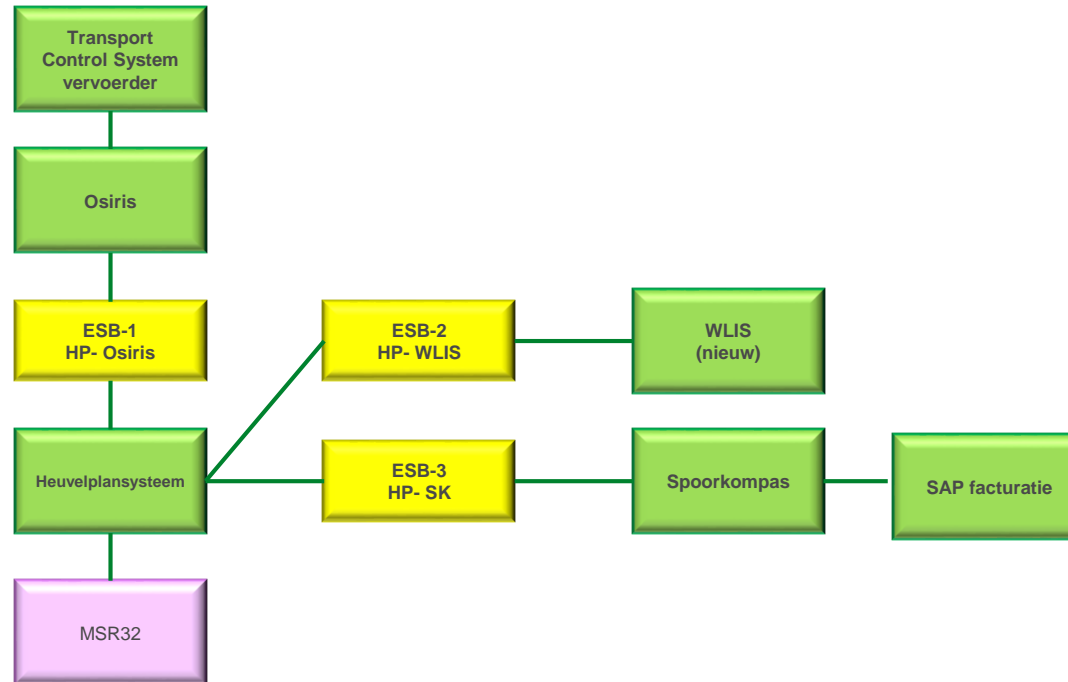 Transport
Control System
vervoerder
Osiris
ESB-1
HP- Osiris
ESB-2
HP- WLIS
WLIS
(nieuw)
Heuvelplansysteem
ESB-3
HP- SK
Spoorkompas
SAP facturatie
MSR32